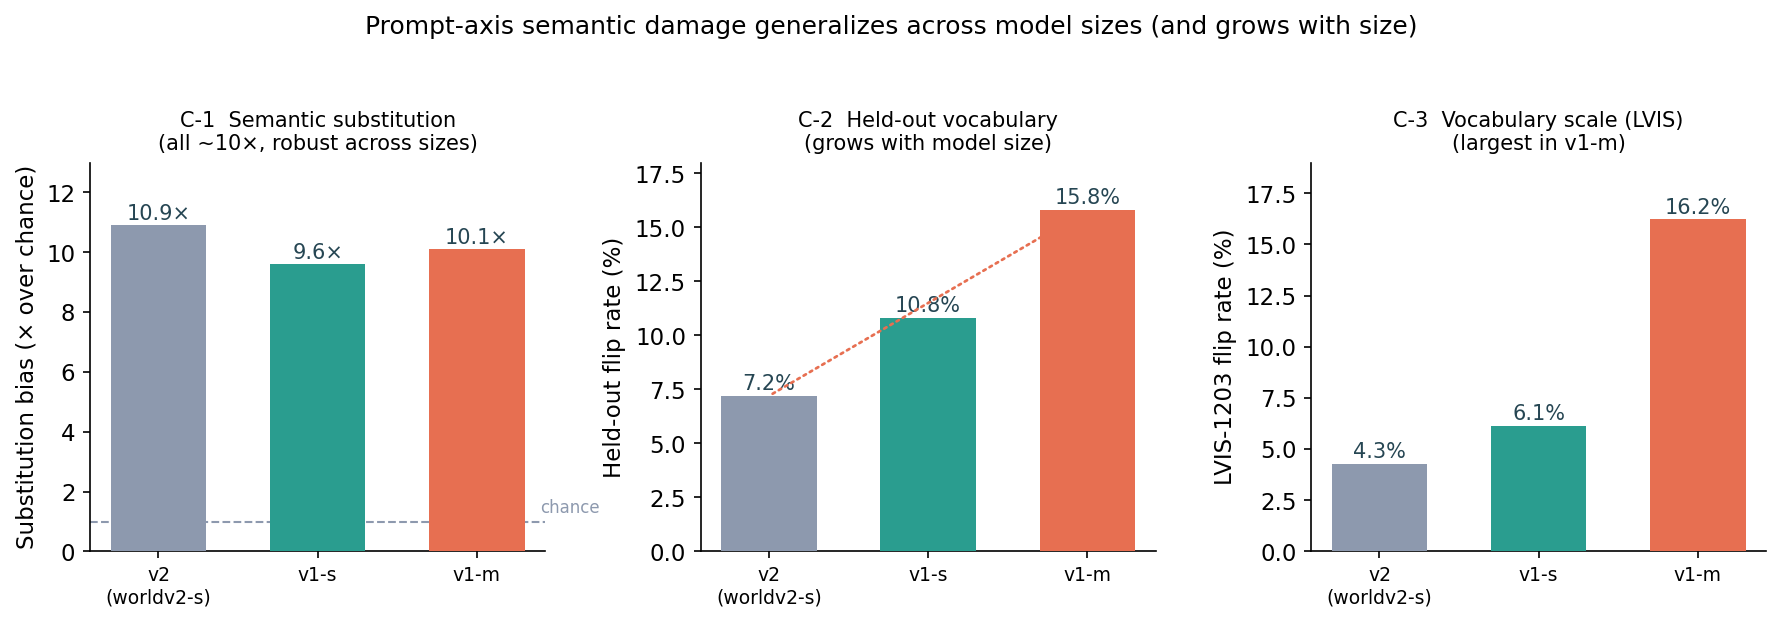 Prompt-axis semantic damage generalizes across model sizes (and grows with size)
C-1  Semantic substitution
(all ~10×, robust across sizes)
Substitution bias (× over chance)
12
10
8
6
4
2
0
10.9×
9.6×
10.1×
chance
v2
(worldv2-s)
v1-s
v1-m
C-2  Held-out vocabulary
(grows with model size)
Held-out flip rate (%)
17.5
15.0
12.5
10.0
7.5
5.0
2.5
0.0
7.2%
10.8%
15.8%
v2
(worldv2-s)
v1-s
v1-m
C-3  Vocabulary scale (LVIS)
(largest in v1-m)
LVIS-1203 flip rate (%)
17.5
15.0
12.5
10.0
7.5
5.0
2.5
0.0
4.3%
6.1%
16.2%
v2
(worldv2-s)
v1-s
v1-m